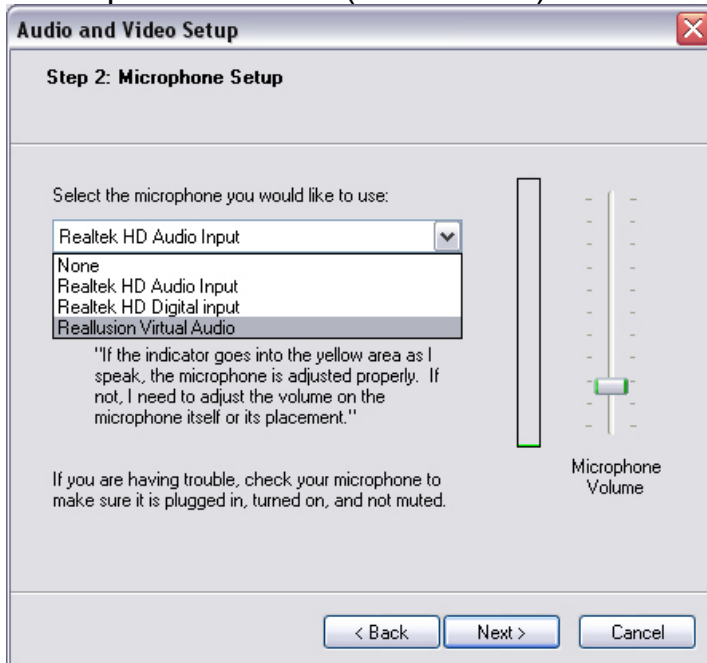 Audio and Video Setup
Step 2: Microphone Setup
Select the microphone you would like to use:
Realtek HD Audio Input
None
Realtek HD Audio Input
Realtek HD Digital input
Reallusion Virtual Audio
"If the indicator goes into the yellow area as I
speak, the microphone is adjusted properly. If
not, I need to adjust the volume on the
microphone itself or its placement."
If you are having trouble, check your microphone to
make sure it is plugged in, turned on, and not muted.
Microphone
Volume
< Back
Next >
Cancel